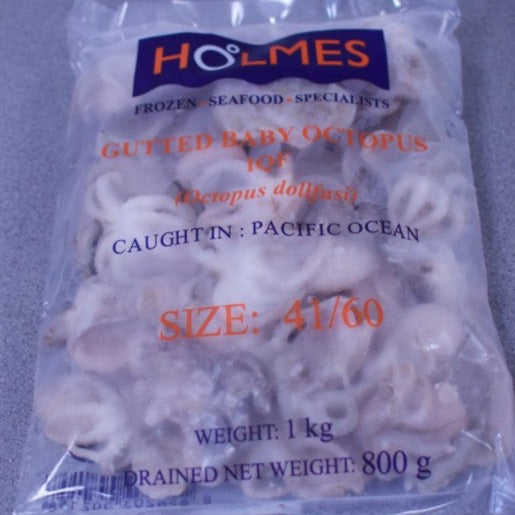 HOLMES
FROZEN · SEAFOOD · SPECIALISTS
GUTTED BABY OCTOPUS
IQF
(Octopus dollfusi)
CAUGHT IN : PACIFIC OCEAN
SIZE: 41/60
WEIGHT: 1 kg
DRAINED NET WEIGHT: 800 g